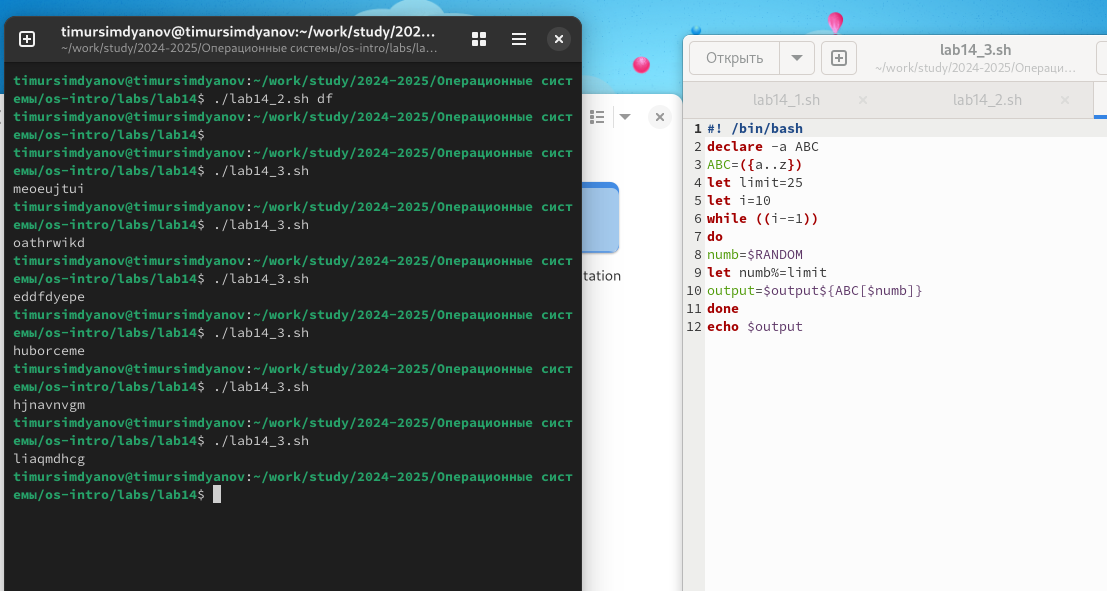 timursimdyanov@timursimdyanov:~/work/study/202...
~/work/study/2024-2025/Операционные системы/os-intro/labs/la...
timursimdyanov@timursimdyanov:~/work/study/2024-2025/Операционные сист
емы/os-intro/labs/lab14$ ./lab14_2.sh df
timursimdyanov@timursimdyanov:~/work/study/2024-2025/Операционные сист
емы/os-intro/labs/lab14$
timursimdyanov@timursimdyanov:~/work/study/2024-2025/Операционные сист
емы/os-intro/labs/lab14$ ./lab14_3.sh
meoeujtui
timursimdyanov@timursimdyanov:~/work/study/2024-2025/Операционные сист
емы/os-intro/labs/lab14$ ./lab14_3.sh
oathrwikd
timursimdyanov@timursimdyanov:~/work/study/2024-2025/Операционные сист
емы/os-intro/labs/lab14$ ./lab14_3.sh
eddfdyepe
timursimdyanov@timursimdyanov:~/work/study/2024-2025/Операционные сист
емы/os-intro/labs/lab14$ ./lab14_3.sh
huborceme
timursimdyanov@timursimdyanov:~/work/study/2024-2025/Операционные сист
емы/os-intro/labs/lab14$ ./lab14_3.sh
hjnavnvgm
timursimdyanov@timursimdyanov:~/work/study/2024-2025/Операционные сист
емы/os-intro/labs/lab14$ ./lab14_3.sh
liaqmdhcg
timursimdyanov@timursimdyanov:~/work/study/2024-2025/Операционные сист
емы/os-intro/labs/lab14$
tation
Открыть
lab14_3.sh
~/work/study/2024-2025/Операци...
lab14_1.sh
lab14_2.sh
1 #! /bin/bash
2 declare -a ABC
3 ABC=({a..z})
4 let limit=25
5 let i=10
6 while ((i-=1))
7 do
8 numb=$RANDOM
9 let numb%=limit
10 output=$output${ABC[$numb]}
11 done
12 echo $output